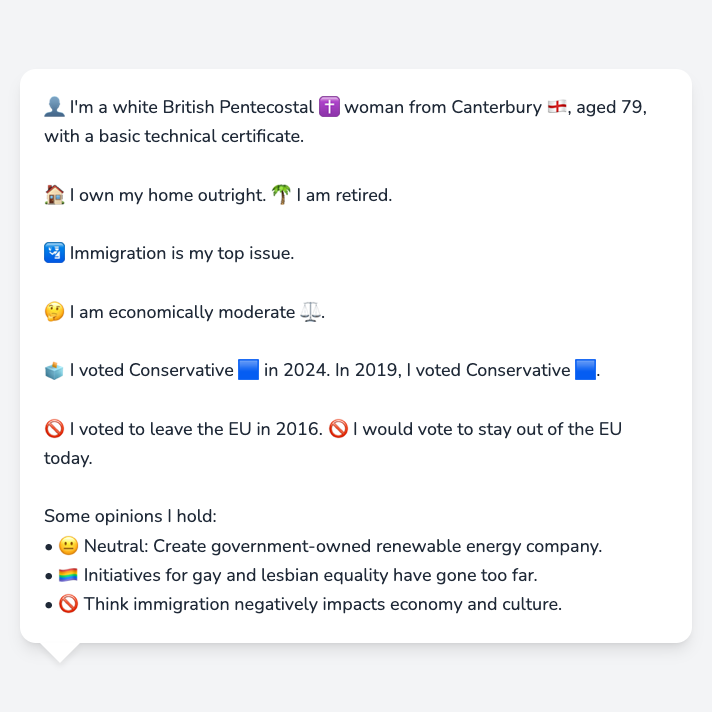 👤 I'm a white British Pentecostal ✝️ woman from Canterbury 🏴󠁧󠁢󠁥󠁮󠁧󠁿, aged 79,
with a basic technical certificate.
🏠 I own my home outright. 🌴 I am retired.
🛂 Immigration is my top issue.
🤔 I am economically moderate ⚖️.
🗳️ I voted Conservative 🟦 in 2024. In 2019, I voted Conservative 🟦.
🚫 I voted to leave the EU in 2016. 🚫 I would vote to stay out of the EU
today.
Some opinions I hold:
• 😐 Neutral: Create government-owned renewable energy company.
• 🏳️‍🌈 Initiatives for gay and lesbian equality have gone too far.
• 🚫 Think immigration negatively impacts economy and culture.